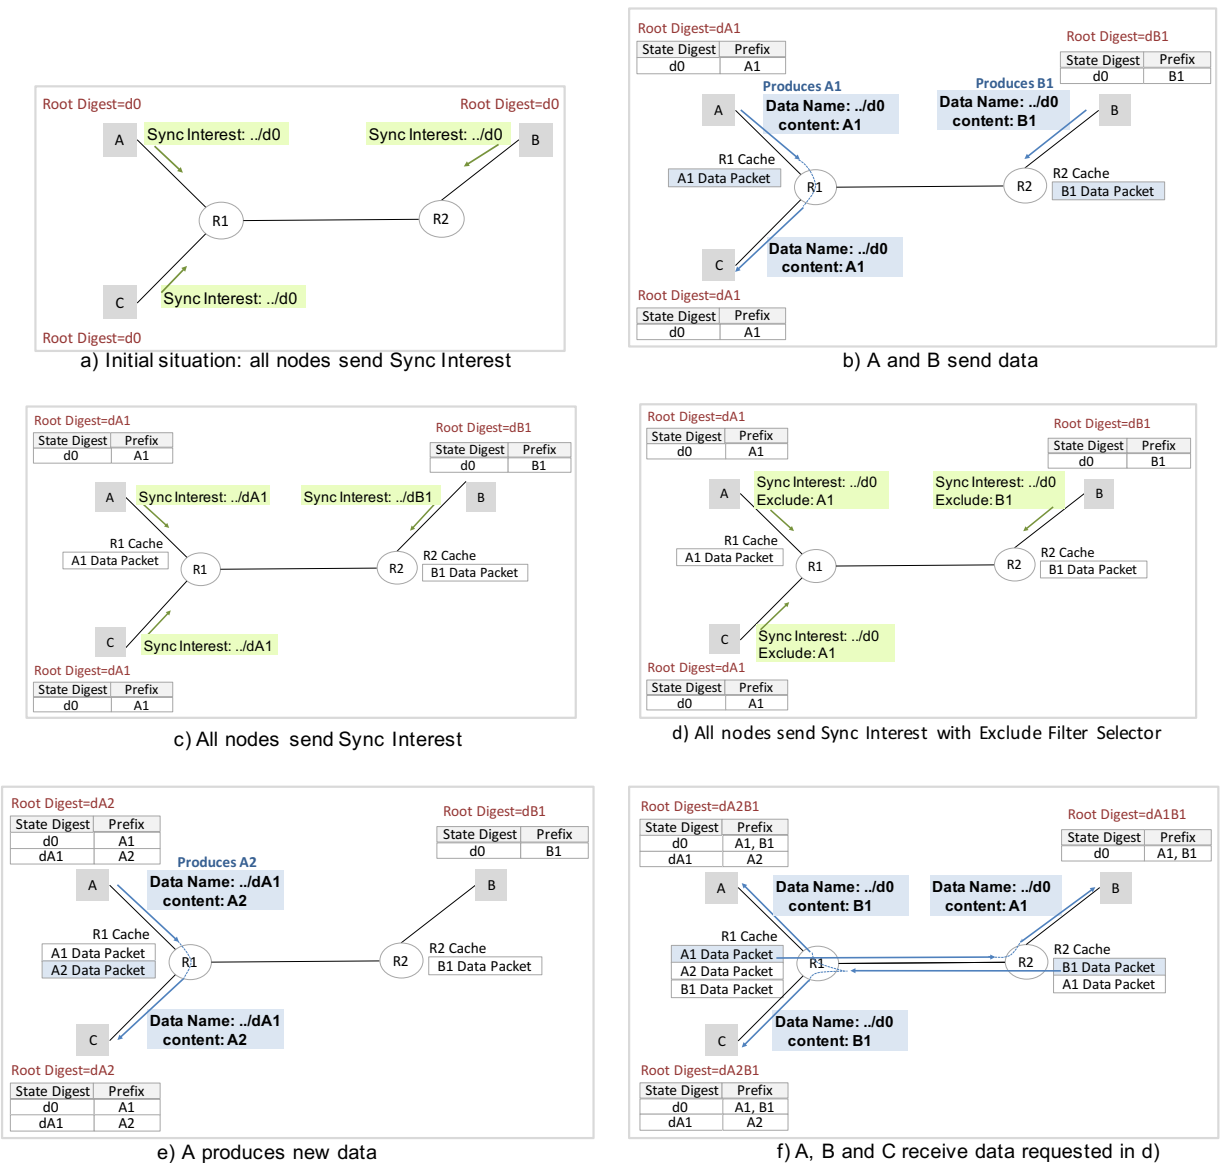 Root Digest=d0
Root Digest=d0
A
Sync Interest: ../d0
Sync Interest: ../d0
B
R1
R2
C
Sync Interest: ../d0
Root Digest=d0
a) Initial situation: all nodes send Sync Interest
Root Digest=dA1
State Digest Prefix
d0 A1
Root Digest=dB1
State Digest Prefix
d0 B1
Produces A1
Data Name: ../d0
content: A1
Produces B1
Data Name: ../d0
content: B1
A
B
R1 Cache
A1 Data Packet
R1
R2
R2 Cache
B1 Data Packet
C
Data Name: ../d0
content: A1
Root Digest=dA1
State Digest Prefix
d0 A1
b) A and B send data
Root Digest=dA1
State Digest Prefix
d0 A1
Root Digest=dB1
State Digest Prefix
d0 B1
A
Sync Interest: ../dA1
Sync Interest: ../dB1
B
R1 Cache
A1 Data Packet
R1
R2
R2 Cache
B1 Data Packet
C
Sync Interest: ../dA1
Root Digest=dA1
State Digest Prefix
d0 A1
c) All nodes send Sync Interest
Root Digest=dA1
State Digest Prefix
d0 A1
Root Digest=dB1
State Digest Prefix
d0 B1
A
Sync Interest: ../d0
Exclude: A1
Sync Interest: ../d0
Exclude: B1
B
R1 Cache
A1 Data Packet
R1
R2
R2 Cache
B1 Data Packet
C
Sync Interest: ../d0
Exclude: A1
Root Digest=dA1
State Digest Prefix
d0 A1
d) All nodes send Sync Interest with Exclude Filter Selector
Root Digest=dA2
State Digest Prefix
d0 A1
dA1 A2
Root Digest=dB1
State Digest Prefix
d0 B1
Produces A2
Data Name: ../dA1
content: A2
A
B
R1 Cache
A1 Data Packet
A2 Data Packet
R1
R2
R2 Cache
B1 Data Packet
C
Data Name: ../dA1
content: A2
Root Digest=dA2
State Digest Prefix
d0 A1
dA1 A2
e) A produces new data
Root Digest=dA2B1
State Digest Prefix
d0 A1, B1
dA1 A2
Root Digest=dA1B1
State Digest Prefix
d0 A1, B1
A
Data Name: ../d0
content: B1
Data Name: ../d0
content: A1
B
R1 Cache
A1 Data Packet
A2 Data Packet
B1 Data Packet
R1
R2
R2 Cache
B1 Data Packet
A1 Data Packet
C
Data Name: ../d0
content: B1
Root Digest=dA2B1
State Digest Prefix
d0 A1, B1
dA1 A2
f) A, B and C receive data requested in d)